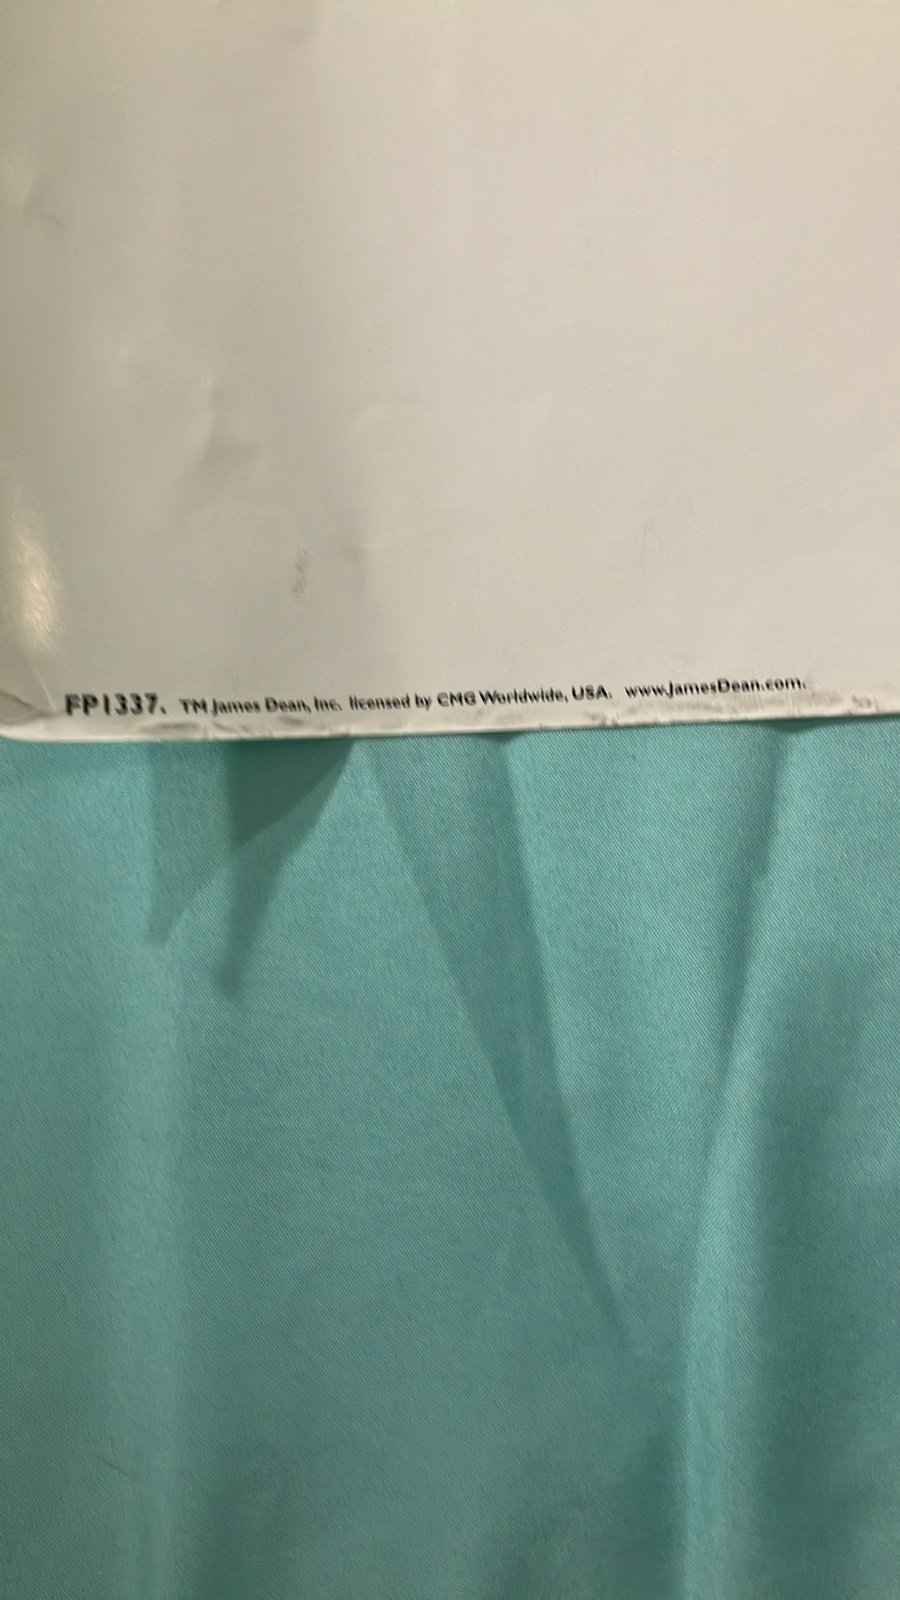 FP1337. TM James Dean, Inc. licensed by CMG Worldwide, USA. www.JamesDean.com.